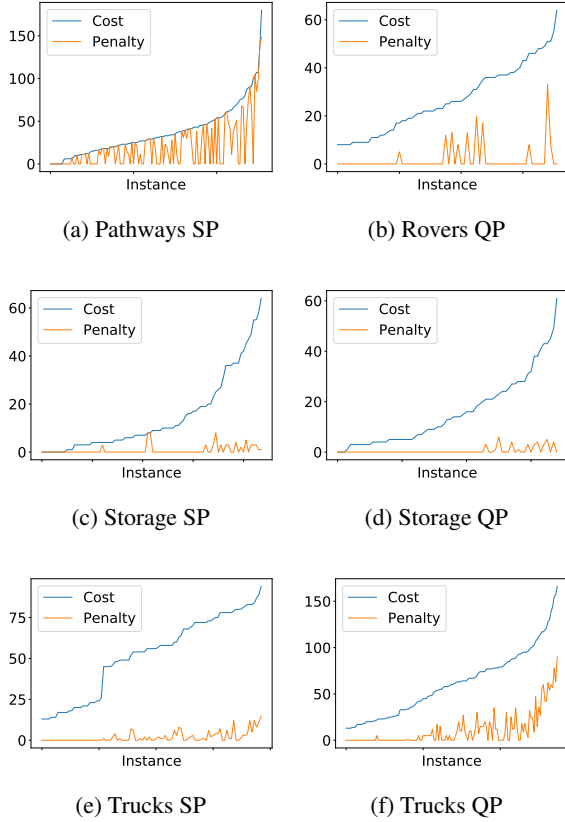 150
100
50
0
Cost
Penalty
Instance
(a) Pathways SP
60
40
20
0
Cost
Penalty
Instance
(b) Rovers QP
60
40
20
0
Cost
Penalty
Instance
(c) Storage SP
60
40
20
0
Cost
Penalty
Instance
(d) Storage QP
75
50
25
0
Cost
Penalty
Instance
(e) Trucks SP
150
100
50
0
Cost
Penalty
Instance
(f) Trucks QP